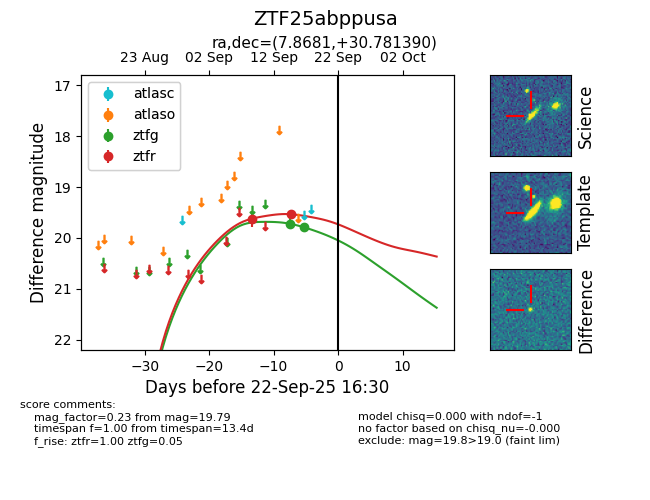 ZTF25abppusa
ra,dec=(7.8681,+30.781390)
23 Aug 02 Sep 12 Sep 22 Sep 02 Oct
17
18
19
20
21
22
Difference magnitude
atlasc
atlaso
ztfg
ztfr
−30 −20 −10 0 10
Days before 22-Sep-25 16:30
Science
Template
Difference
score comments:
mag_factor=0.23 from mag=19.79
timespan f=1.00 from timespan=13.4d
f_rise: ztfr=1.00 ztfg=0.05
model chisq=0.000 with ndof=-1
no factor based on chisq_nu=-0.000
exclude: mag=19.8>19.0 (faint lim)